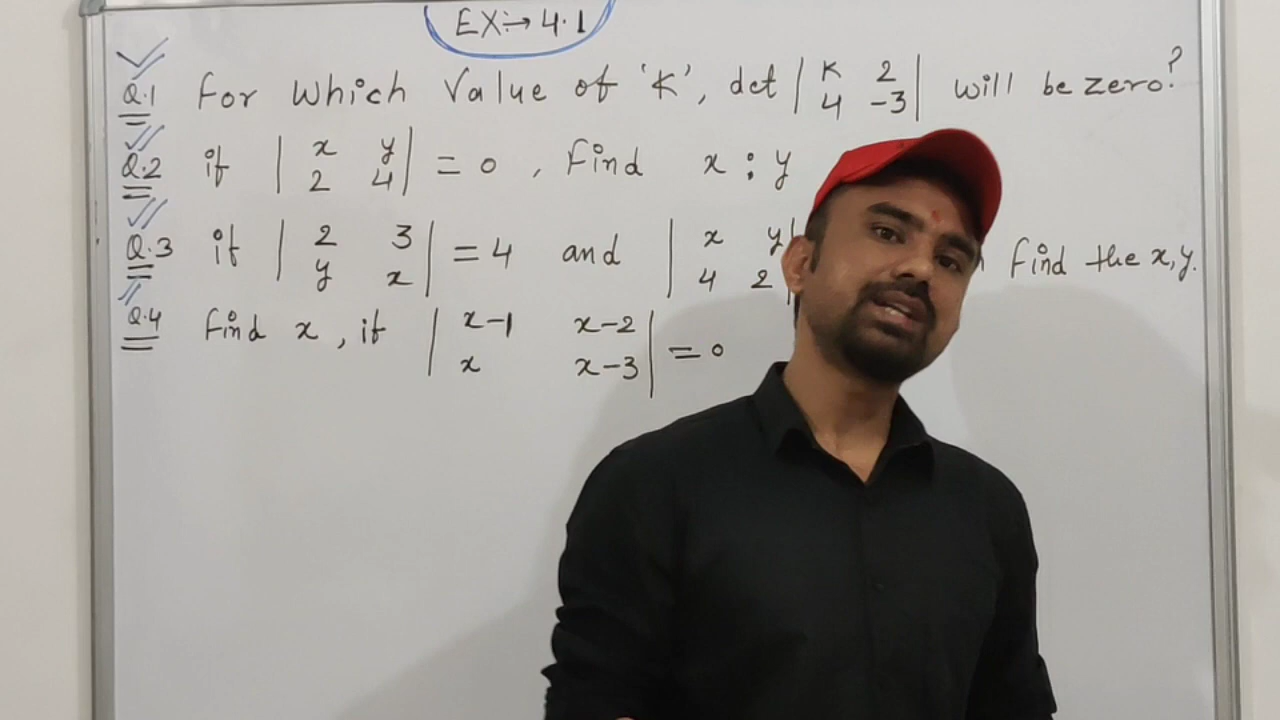 EX:→ 4.1
Q.1 For which Value of 'K', det | K 2 | will be zero?
4 -3
Q.2 if | x y | = 0, Find x : y
2 4
Q.3 if | 2 3 | = 4 and | x y | Find the x, y.
y x 4 2
Q.4 Find x, if | x-1 x-2 | = 0
x x-3